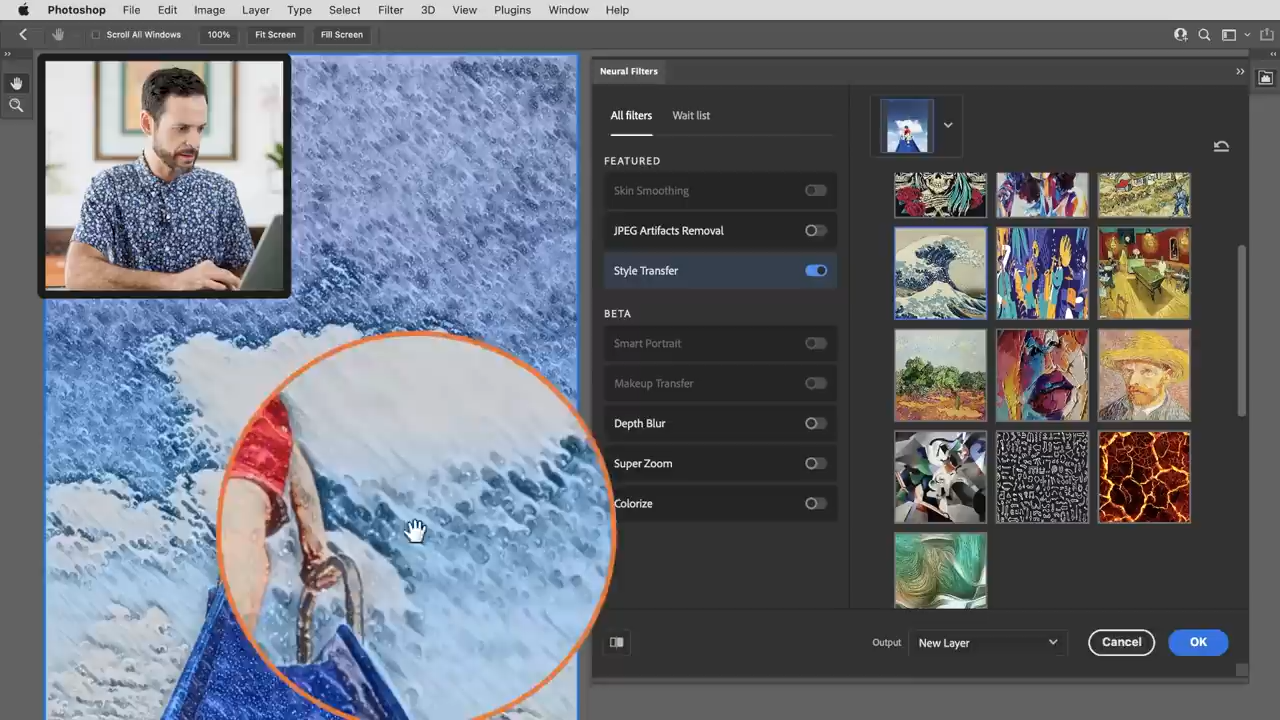 Photoshop File Edit Image Layer Type Select Filter 3D View Plugins Window Help
Scroll All Windows 100% Fit Screen Fill Screen
Neural Filters
All filters Wait list
FEATURED
Skin Smoothing
JPEG Artifacts Removal
Style Transfer
BETA
Smart Portrait
Makeup Transfer
Depth Blur
Super Zoom
Colorize
Output New Layer Cancel OK